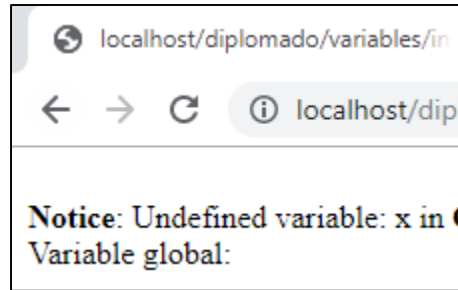 localhost/diplomado/variables/in
localhost/dip
Notice: Undefined variable: x in
Variable global: